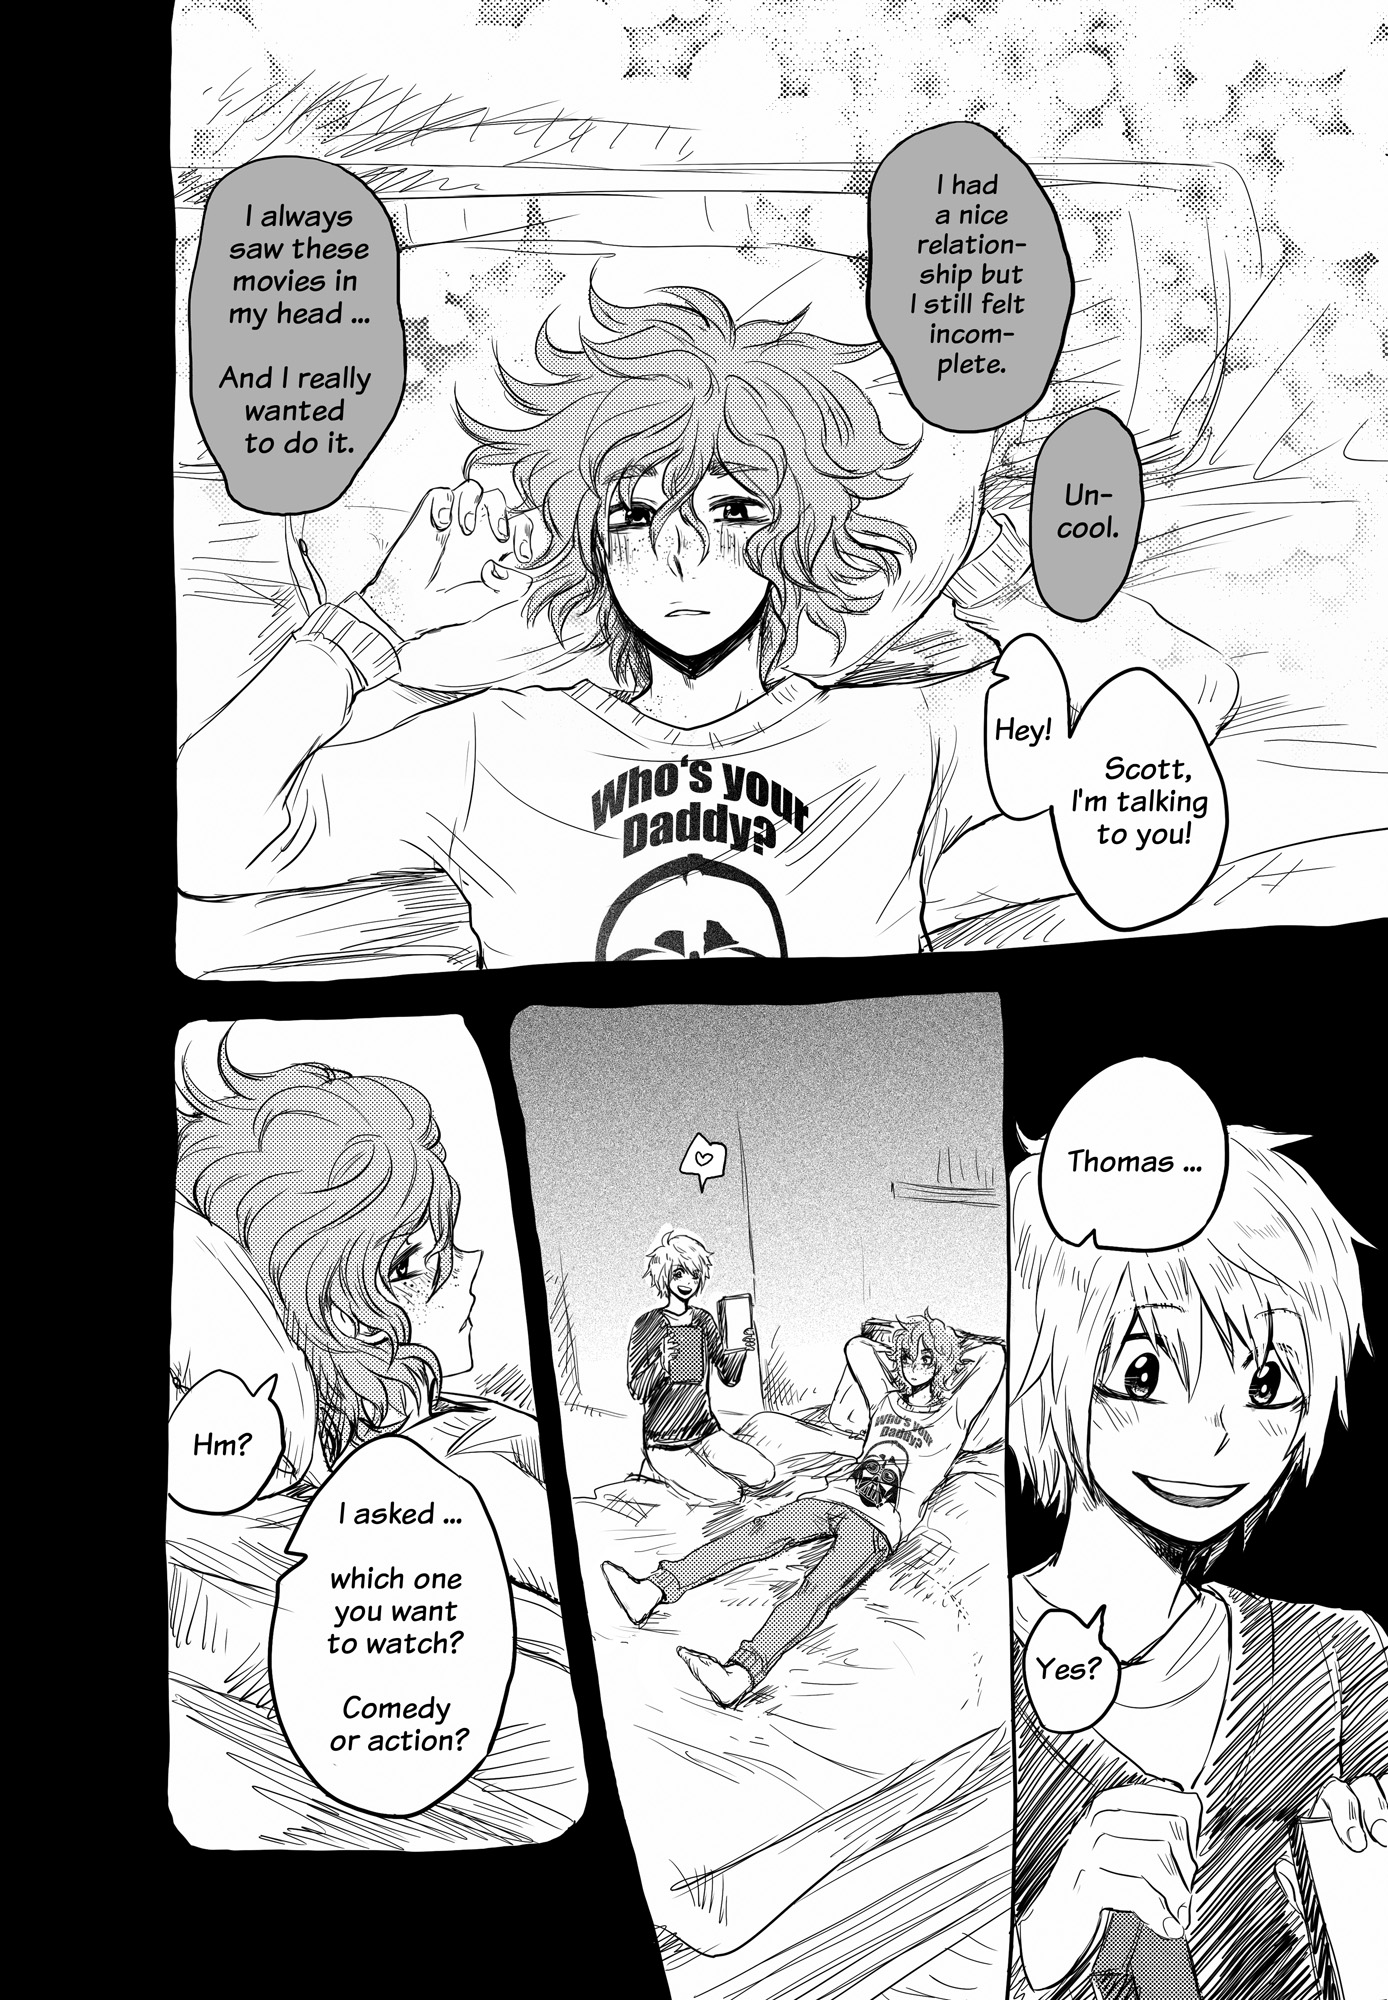 I always
saw these
movies in
my head ...
And I really
wanted
to do it.
I had
a nice
relation-
ship but
I still felt
incom-
plete.
Un-
cool.
Hey!
Scott,
I'm talking
to you!
Who's your
Daddy?
Hm?
I asked ...
which one
you want
to watch?
Comedy
or action?
Who's your
Daddy?
Thomas ...
Yes?